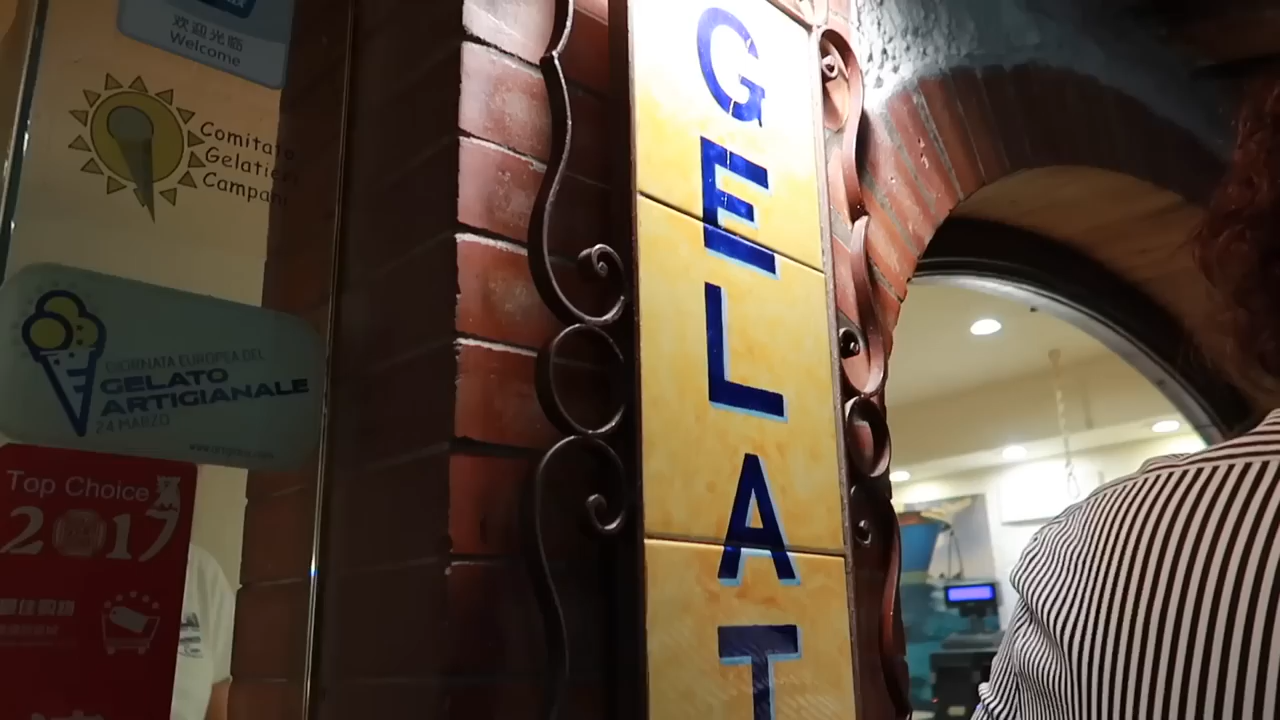 欢迎光临
Welcome
Comitato
Gelatieri
Campani
GIORNATA EUROPEA DEL
GELATO
ARTIGIANALE
24 MARZO
Top Choice
2017
G
E
L
A
T